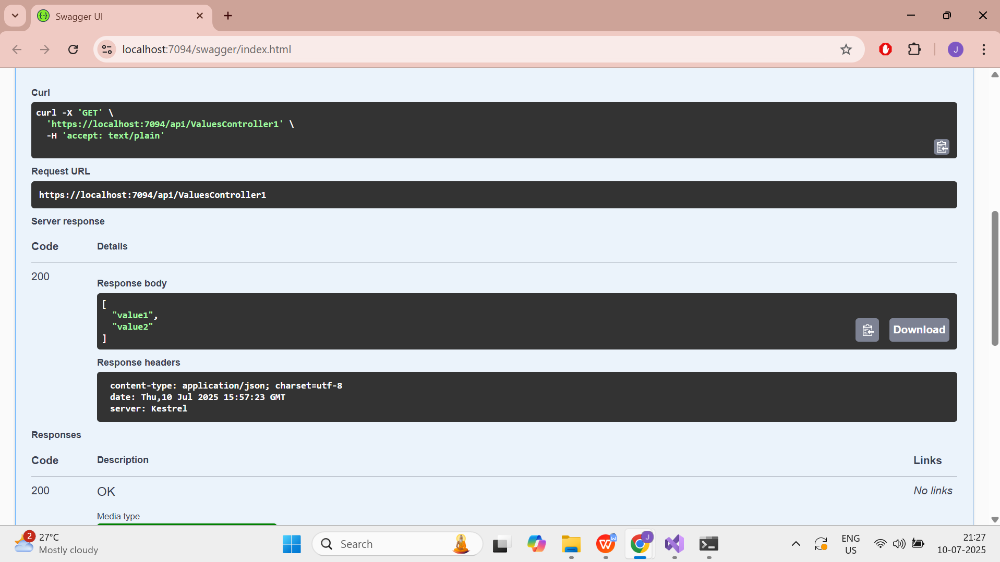 Swagger UI
localhost:7094/swagger/index.html
J
Curl
curl -X 'GET' \
'https://localhost:7094/api/ValuesController1' \
-H 'accept: text/plain'
Request URL
https://localhost:7094/api/ValuesController1
Server response
Code Details
200
Response body
[
"value1",
"value2"
]
Download
Response headers
content-type: application/json; charset=utf-8
date: Thu,10 Jul 2025 15:57:23 GMT
server: Kestrel
Responses
Code Description Links
200 OK No links
Media type
2 27°C
Mostly cloudy
Search
W
J
ENG
US
21:27
10-07-2025